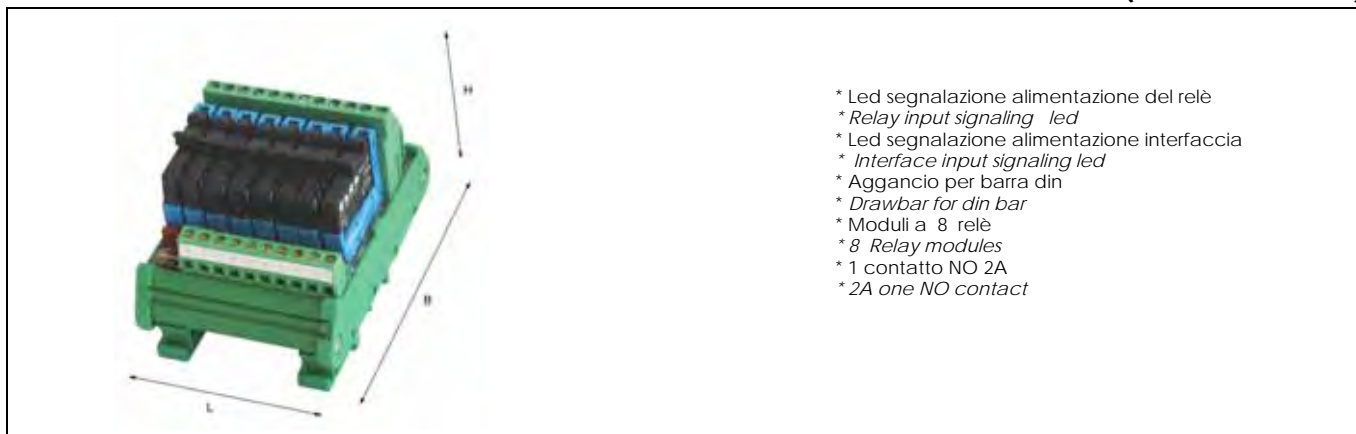 H
B
L
* Led segnalazione alimentazione del relè
* Relay input signaling led
* Led segnalazione alimentazione interfaccia
* Interface input signaling led
* Aggancio per barra din
* Drawbar for din bar
* Moduli a 8 relè
* 8 Relay modules
* 1 contatto NO 2A
* 2A one NO contact